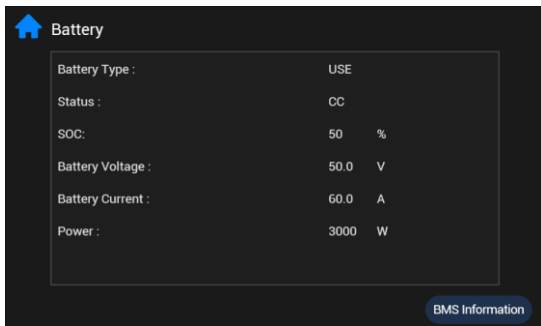 Battery
Battery Type : USE
Status : CC
SOC: 50 %
Battery Voltage : 50.0 V
Battery Current : 60.0 A
Power : 3000 W
BMS Information